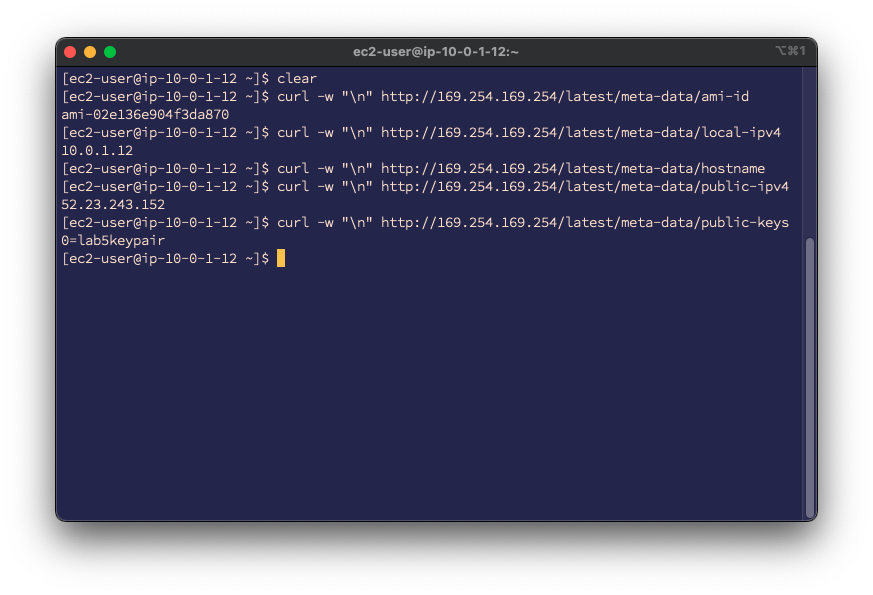 ec2-user@ip-10-0-1-12:~
⌥⌘1
[ec2-user@ip-10-0-1-12 ~]$ clear
[ec2-user@ip-10-0-1-12 ~]$ curl -w "\n" http://169.254.169.254/latest/meta-data/ami-id
ami-02e136e904f3da870
[ec2-user@ip-10-0-1-12 ~]$ curl -w "\n" http://169.254.169.254/latest/meta-data/local-ipv4
10.0.1.12
[ec2-user@ip-10-0-1-12 ~]$ curl -w "\n" http://169.254.169.254/latest/meta-data/hostname
[ec2-user@ip-10-0-1-12 ~]$ curl -w "\n" http://169.254.169.254/latest/meta-data/public-ipv4
52.23.243.152
[ec2-user@ip-10-0-1-12 ~]$ curl -w "\n" http://169.254.169.254/latest/meta-data/public-keys
0=lab5keypair
[ec2-user@ip-10-0-1-12 ~]$